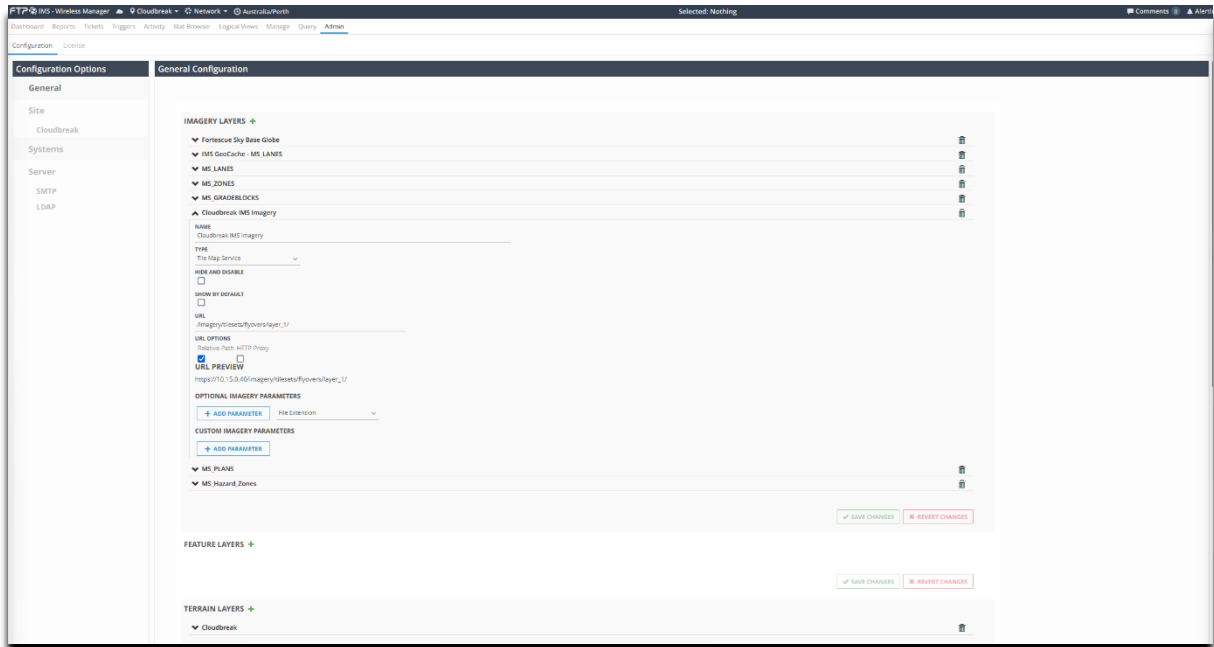 FTP IMS - Wireless Manager Cloudbreak Network Australia/Perth Selected: Nothing Comments 0 Alerts
Dashboard Reports Tickets Triggers Activity Stat Browser Logical Views Manage Query Admin
Configuration License
Configuration Options
General
Site
Cloudbreak
Systems
Server
SMTP
LDAP
General Configuration
IMAGERY LAYERS +
Fortescue Sky Base Globe
IMS GeoCache - MS_LANES
MS_LANES
MS_ZONES
MS_GRADEBLOCKS
Cloudbreak IMS Imagery
NAME
Cloudbreak IMS Imagery
TYPE
Tile Map Service
HIDE AND DISABLE
SHOW BY DEFAULT
URL
/imagery/tilesets/flyovers/layer_1/
URL OPTIONS
Relative Path HTTP Proxy
URL PREVIEW
https://10.15.0.40/imagery/tilesets/flyovers/layer_1/
OPTIONAL IMAGERY PARAMETERS
+ ADD PARAMETER File Extension
CUSTOM IMAGERY PARAMETERS
+ ADD PARAMETER
MS_PLANS
MS_Hazard_Zones
SAVE CHANGES REVERT CHANGES
FEATURE LAYERS +
SAVE CHANGES REVERT CHANGES
TERRAIN LAYERS +
Cloudbreak